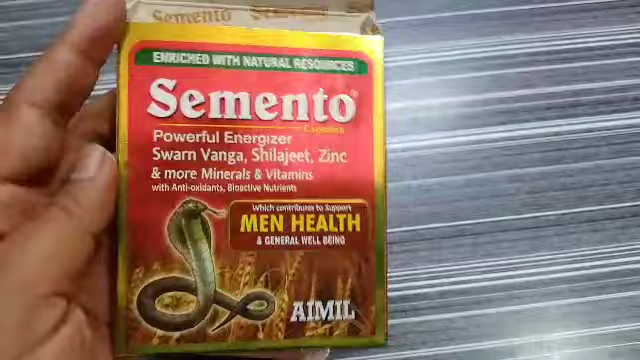 Semento
ENRICHED WITH NATURAL RESOURCES
Semento
Capsules
Powerful Energizer
Swarn Vanga, Shilajeet, Zinc
& more Minerals & Vitamins
with Anti-oxidants, Bioactive Nutrients
Which contributes to Support
MEN HEALTH
& GENERAL WELL BEING
AIMIL